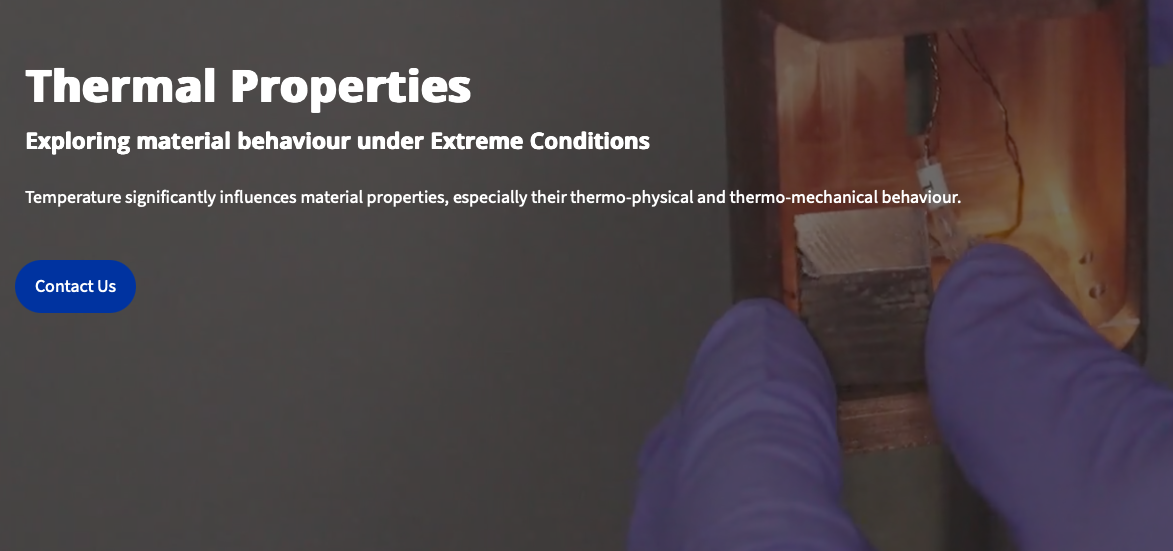 Thermal Properties
Exploring material behaviour under Extreme Conditions
Temperature significantly influences material properties, especially their thermo-physical and thermo-mechanical behaviour.
Contact Us